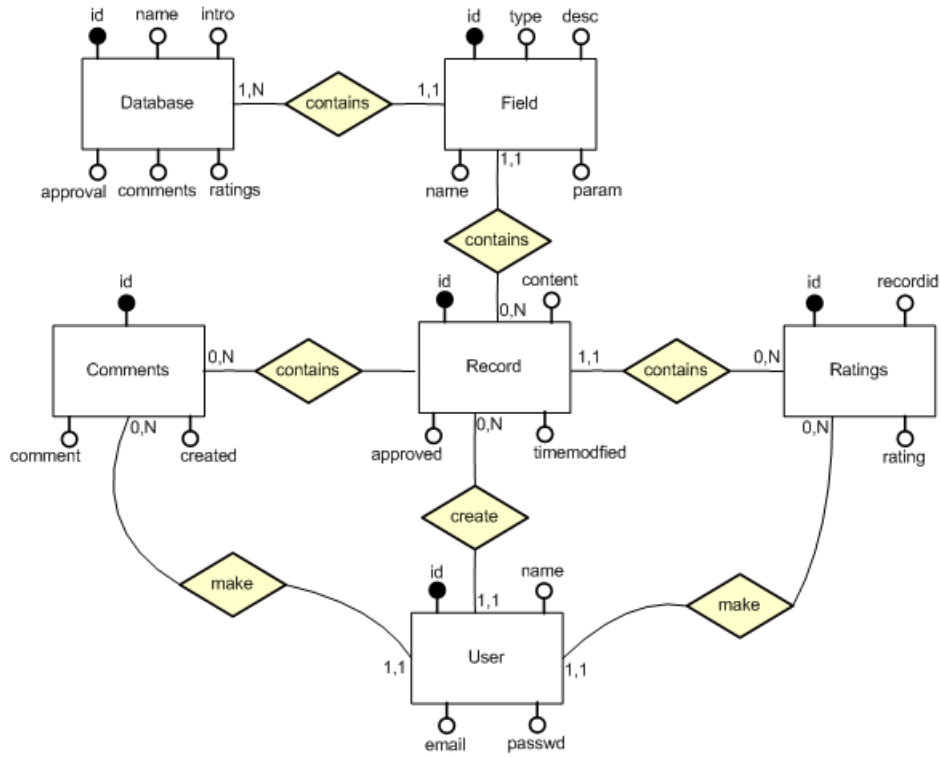 id name intro
id type desc
Database
1,N
contains
1,1
Field
approval comments ratings
name
1,1
param
contains
id
id
content
id
recordid
0,N
Comments
0,N
contains
Record
1,1
contains
0,N
Ratings
comment
0,N
created
approved
0,N
timemodfied
0,N
rating
create
make
id
name
make
1,1
User
1,1
1,1
email
passwd